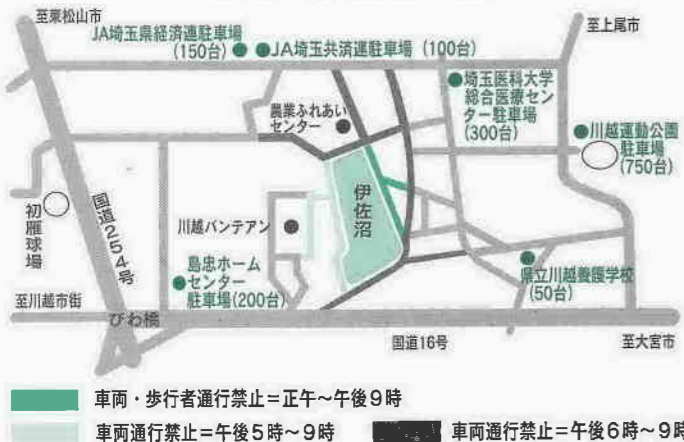 至東松山市
至上尾市
JA埼玉県経済連駐車場
(150台)
JA埼玉共済連駐車場(100台)
埼玉医科大学
総合医療セン
ター駐車場
(300台)
農業ふれあい
センター
川越運動公園
駐車場
(750台)
初雁球場
国道254号
川越パンテアン
伊佐沼
島忠ホーム
センター
駐車場(200台)
県立川越養護学校
(50台)
至川越市街
びわ橋
国道16号
至大宮市
車両・歩行者通行禁止=正午~午後9時
車両通行禁止=午後5時~9時
車両通行禁止=午後6時~9時